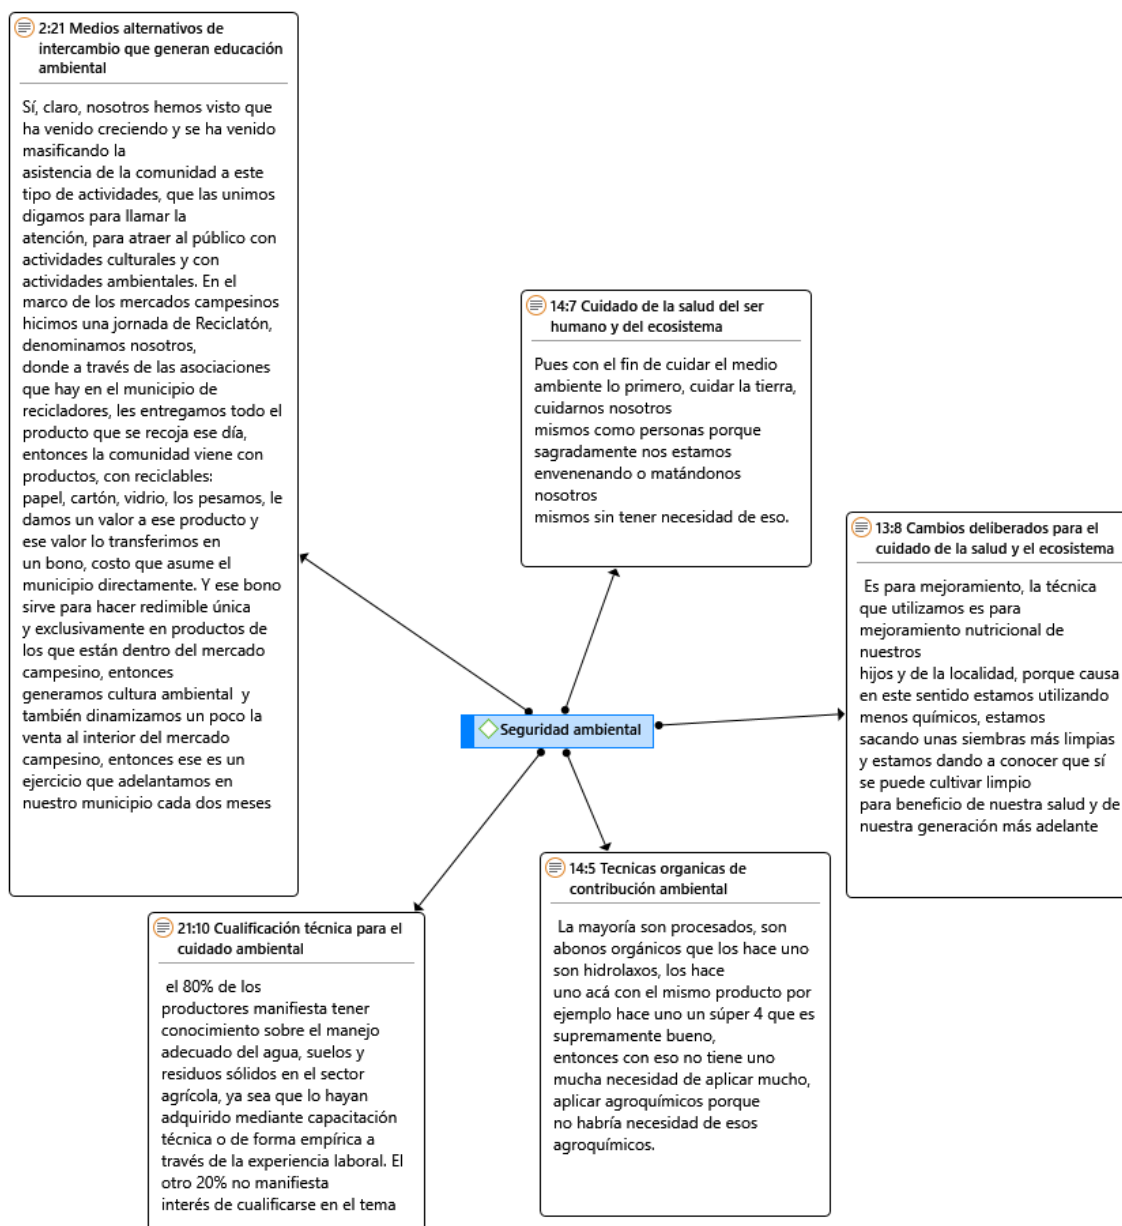 2:21 Medios alternativos de
intercambio que generan educación
ambiental
Sí, claro, nosotros hemos visto que
ha venido creciendo y se ha venido
masificando la
asistencia de la comunidad a este
tipo de actividades, que las unimos
digamos para llamar la
atención, para atraer al público con
actividades culturales y con
actividades ambientales. En el
marco de los mercados campesinos
hicimos una jornada de Reciclatón,
denominamos nosotros,
donde a través de las asociaciones
que hay en el municipio de
recicladores, les entregamos todo el
producto que se recoja ese día,
entonces la comunidad viene con
productos, con reciclables:
papel, cartón, vidrio, los pesamos, le
damos un valor a ese producto y
ese valor lo transferimos en
un bono, costo que asume el
municipio directamente. Y ese bono
sirve para hacer redimible única
y exclusivamente en productos de
los que están dentro del mercado
campesino, entonces
generamos cultura ambiental y
también dinamizamos un poco la
venta al interior del mercado
campesino, entonces ese es un
ejercicio que adelantamos en
nuestro municipio cada dos meses
14:7 Cuidado de la salud del ser
humano y del ecosistema
Pues con el fin de cuidar el medio
ambiente lo primero, cuidar la tierra,
cuidarnos nosotros
mismos como personas porque
sagradamente nos estamos
envenenando o matándonos
nosotros
mismos sin tener necesidad de eso.
13:8 Cambios deliberados para el
cuidado de la salud y el ecosistema
Es para mejoramiento, la técnica
que utilizamos es para
mejoramiento nutricional de
nuestros
hijos y de la localidad, porque causa
en este sentido estamos utilizando
menos químicos, estamos
sacando unas siembras más limpias
y estamos dando a conocer que sí
se puede cultivar limpio
para beneficio de nuestra salud y de
nuestra generación más adelante
Seguridad ambiental
21:10 Cualificación técnica para el
cuidado ambiental
el 80% de los
productores manifiesta tener
conocimiento sobre el manejo
adecuado del agua, suelos y
residuos sólidos en el sector
agrícola, ya sea que lo hayan
adquirido mediante capacitación
técnica o de forma empírica a
través de la experiencia laboral. El
otro 20% no manifiesta
interés de cualificarse en el tema
14:5 Tecnicas organicas de
contribución ambiental
La mayoría son procesados, son
abonos orgánicos que los hace uno
son hidrolaxos, los hace
uno acá con el mismo producto por
ejemplo hace uno un súper 4 que es
supremamente bueno,
entonces con eso no tiene uno
mucha necesidad de aplicar mucho,
aplicar agroquímicos porque
no habría necesidad de esos
agroquímicos.